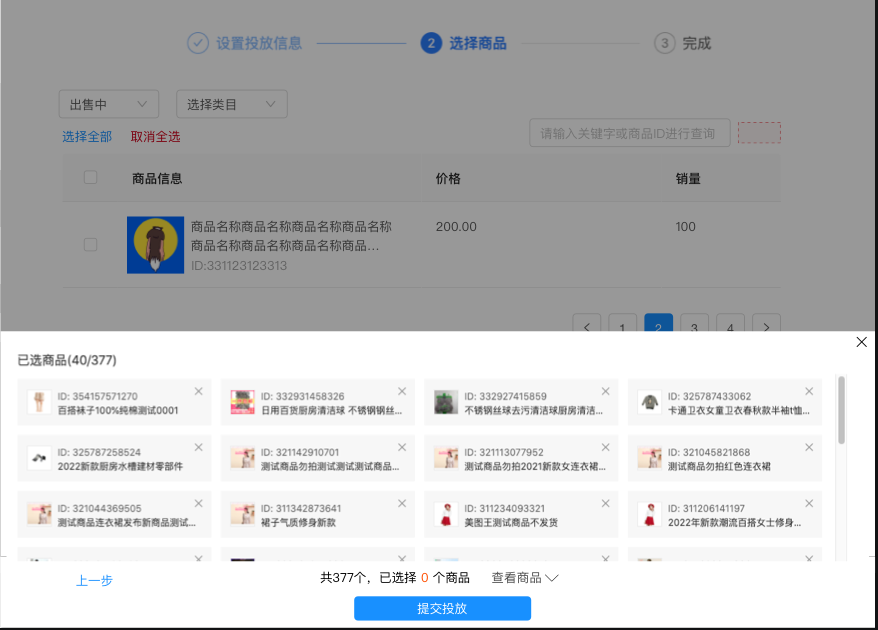 设置投放信息
2 选择商品
3 完成
出售中
选择类目
选择全部 取消全选
请输入关键字或商品ID进行查询
商品信息 价格 销量
商品名称商品名称商品名称商品名称 200.00 100
商品名称商品名称商品名称商品...
ID:331123123313
1 2 3 4
已选商品(40/377)
ID: 354157571270
百搭袜子100%纯棉测试0001
ID: 332931458326
日用百货厨房清洁球 不锈钢钢丝...
ID: 332927415859
不锈钢丝球去污清洁球厨房清洁...
ID: 325787433062
卡通卫衣女童卫衣春秋款半袖t恤...
ID: 325787258524
2022新款厨房水槽建材零部件
ID: 321142910701
测试商品勿拍测试测试测试商品...
ID: 321113077952
测试商品勿拍2021新款女连衣裙...
ID: 321045821868
测试商品勿拍红色连衣裙
ID: 321044369505
测试商品连衣裙发布新商品测试...
ID: 311342873641
裙子气质修身新款
ID: 311234093321
美图王测试商品不发货
ID: 311206141197
2022年新款潮流百搭女士修身...
上一步
共377个，已选择 0 个商品
查看商品
提交投放